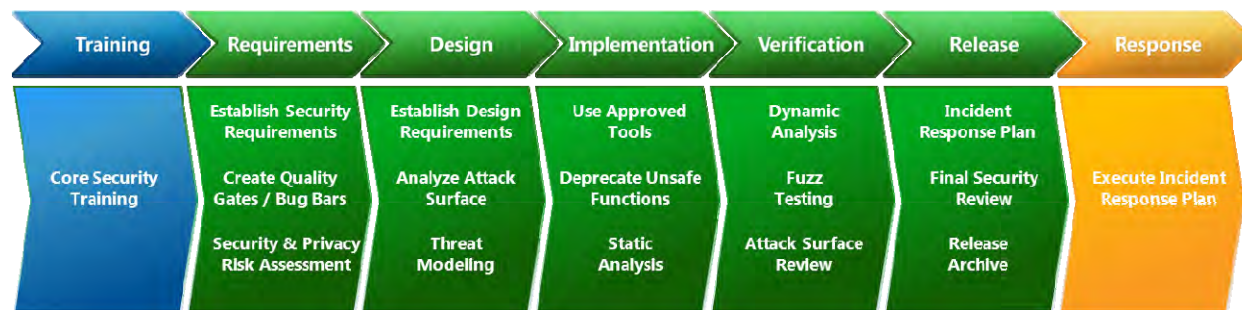 Training
Requirements
Design
Implementation
Verification
Release
Response
Core Security
Training
Establish Security
Requirements
Create Quality
Gates / Bug Bars
Security & Privacy
Risk Assessment
Establish Design
Requirements
Analyze Attack
Surface
Threat
Modeling
Use Approved
Tools
Deprecate Unsafe
Functions
Static
Analysis
Dynamic
Analysis
Fuzz
Testing
Attack Surface
Review
Incident
Response Plan
Final Security
Review
Release
Archive
Execute Incident
Response Plan